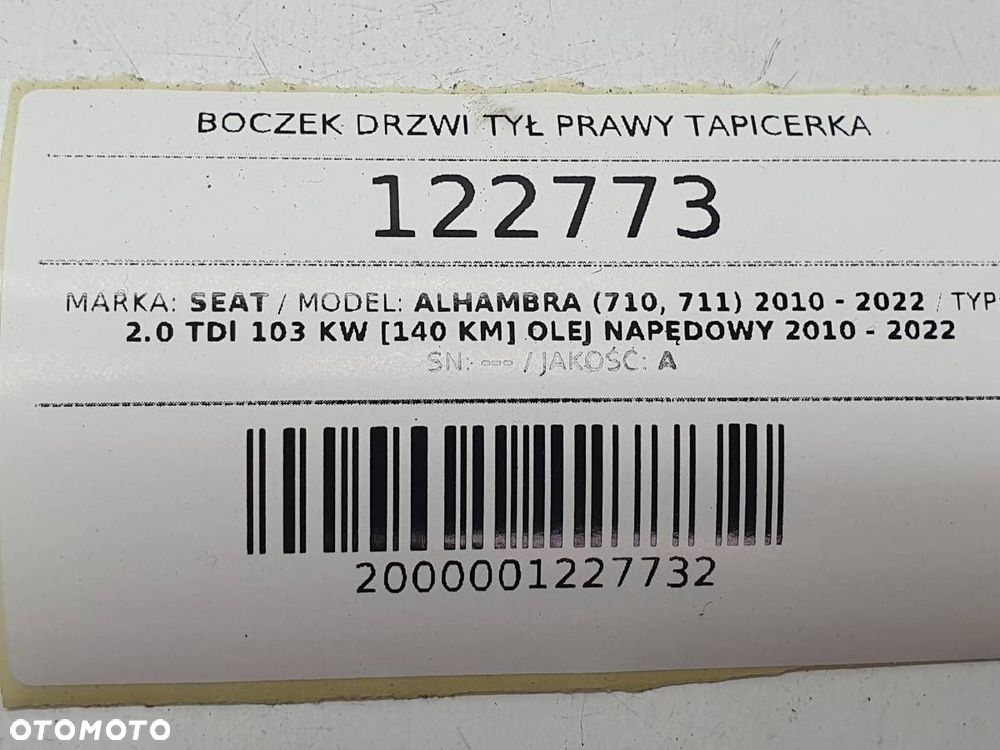 BOCZEK DRZWI TYŁ PRAWY TAPICERKA
122773
MARKA: SEAT / MODEL: ALHAMBRA (710, 711) 2010 - 2022 / TYP
2.0 TDI 103 KW [140 KM] OLEJ NAPĘDOWY 2010 - 2022
SN: --- / JAKOŚĆ: A
2000001227732
OTOMOTO